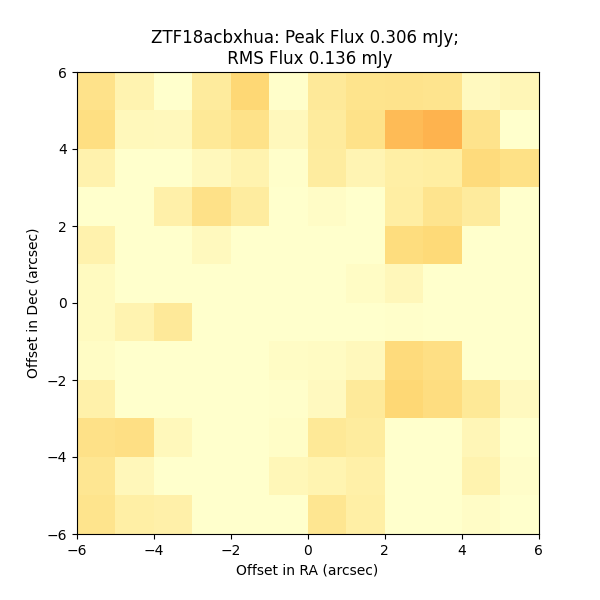 ZTF18acbxhua: Peak Flux 0.306 mJy;
RMS Flux 0.136 mJy
6
4
2
0
−2
−4
−6
Offset in Dec (arcsec)
−6 −4 −2 0 2 4 6
Offset in RA (arcsec)